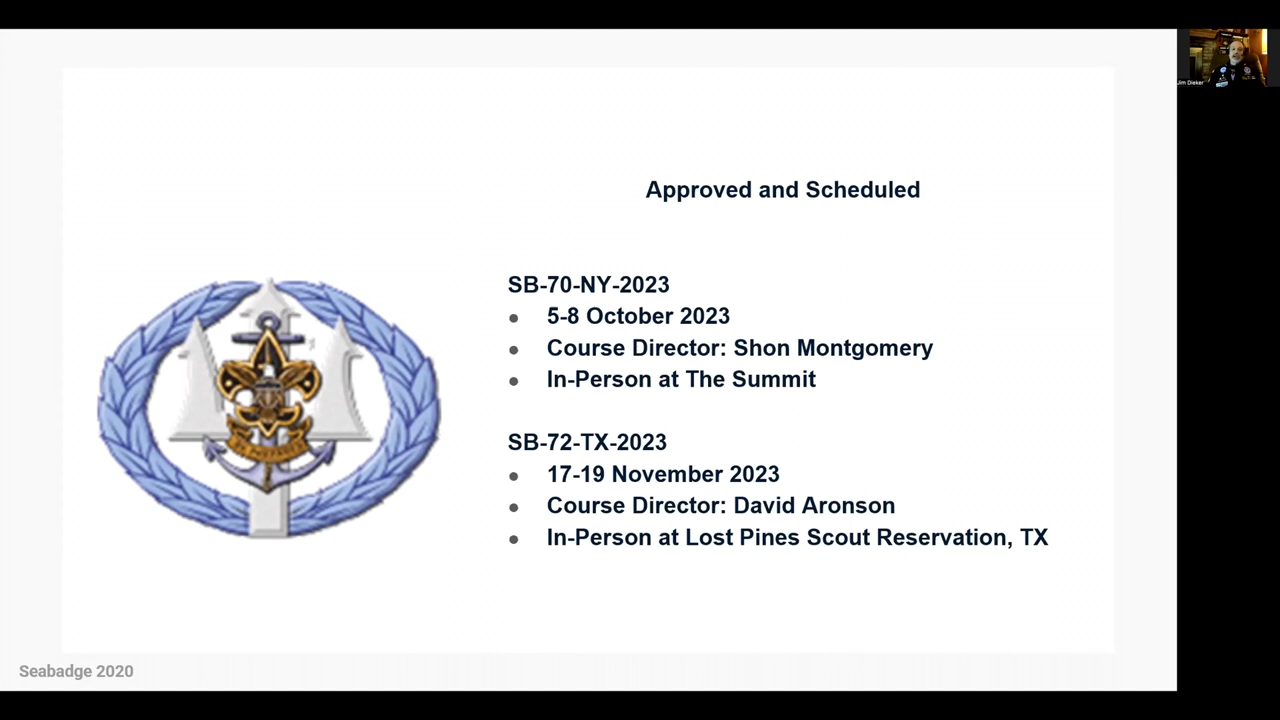 Approved and Scheduled
SB-70-NY-2023
● 5-8 October 2023
● Course Director: Shon Montgomery
● In-Person at The Summit
SB-72-TX-2023
● 17-19 November 2023
● Course Director: David Aronson
● In-Person at Lost Pines Scout Reservation, TX
Seabadge 2020
Jim Dieker